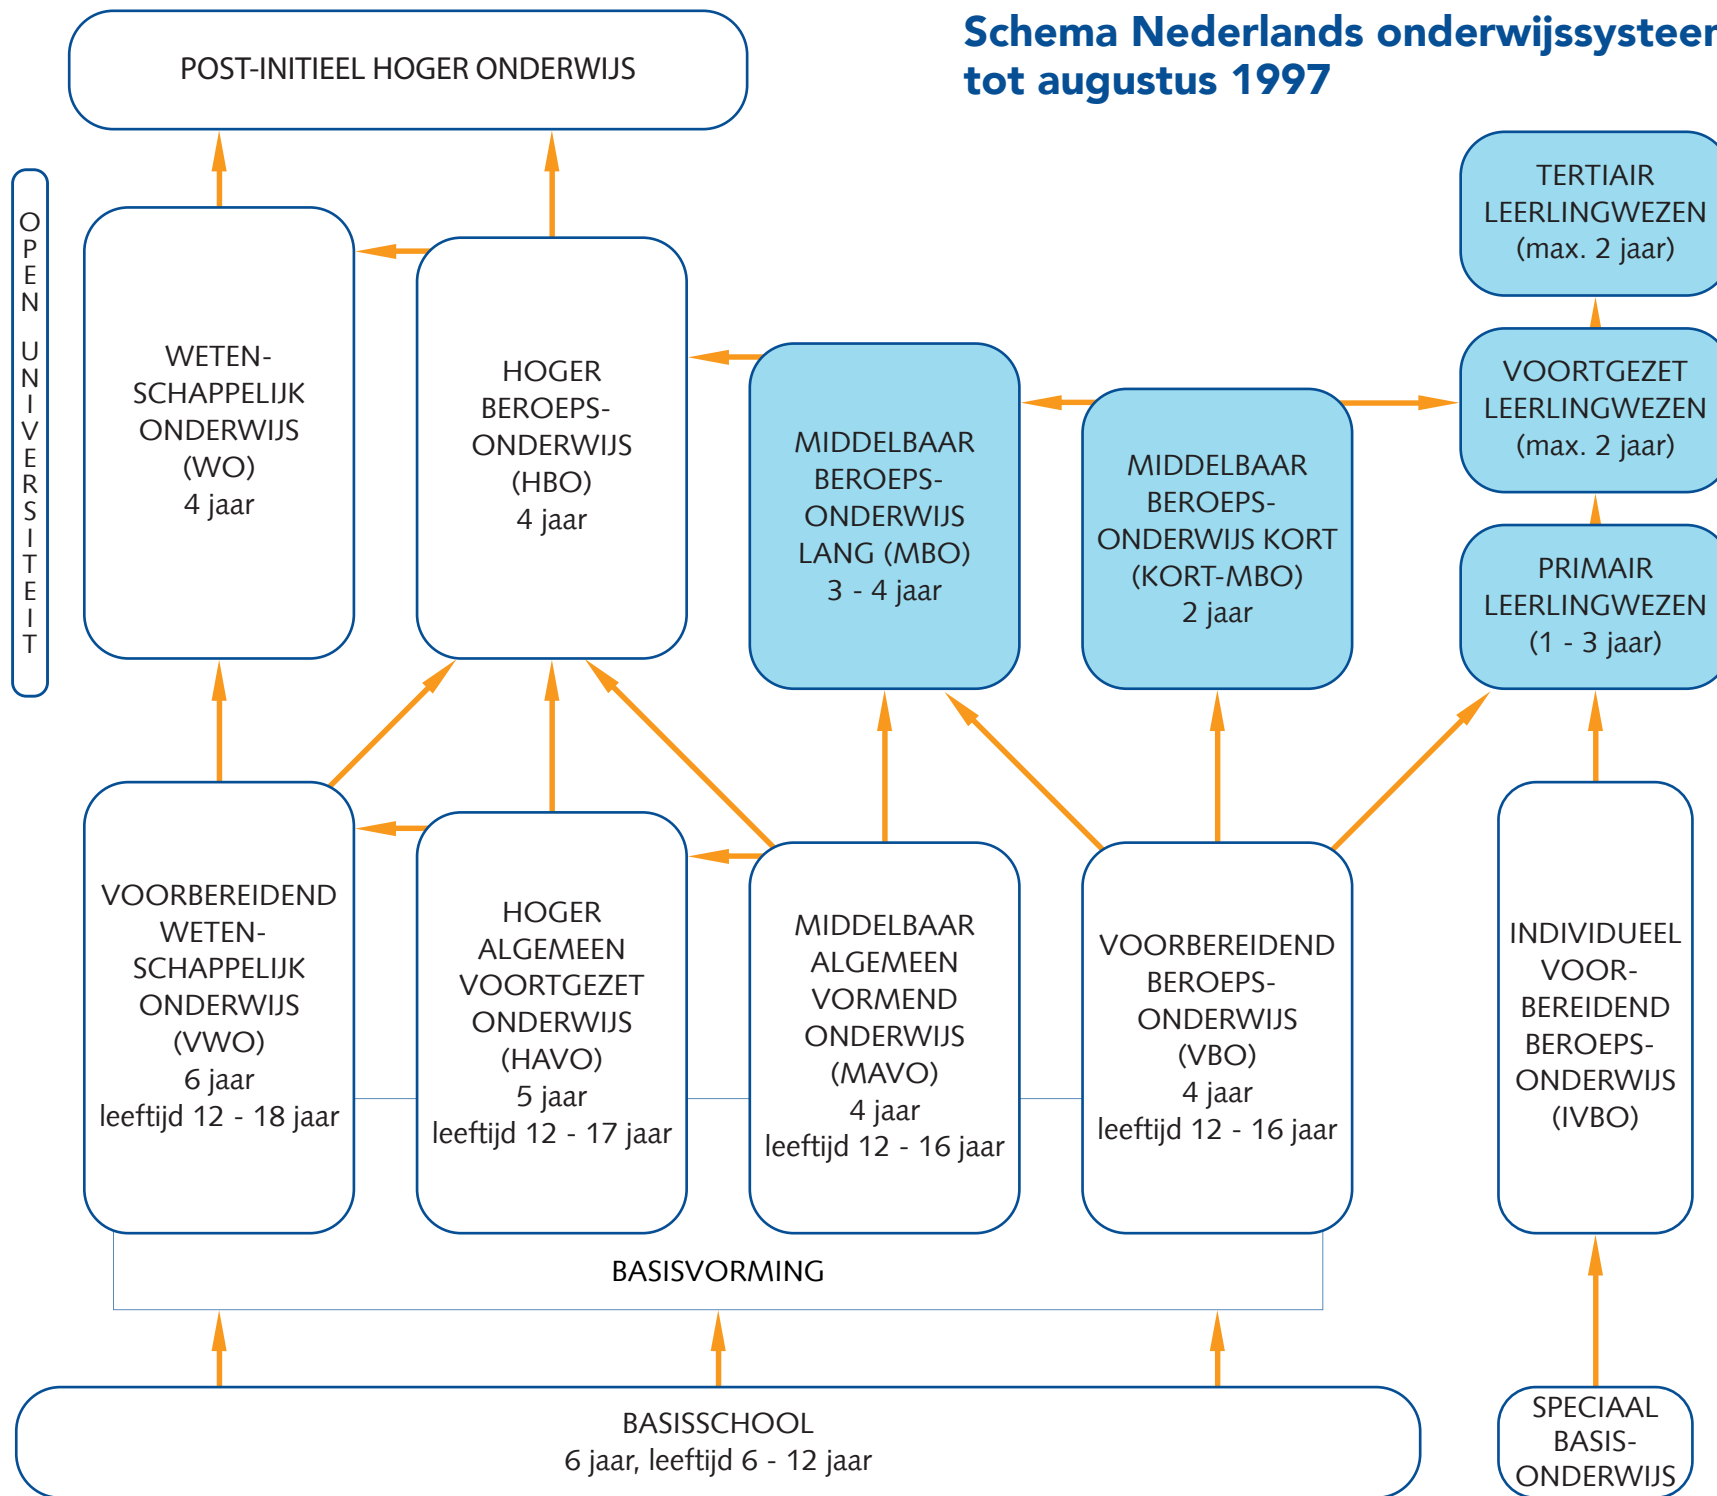 Schema Nederlands onderwijssysteem
tot augustus 1997
POST-INITIEEL HOGER ONDERWIJS
OPEN UNIVERSITEIT
WETEN-
SCHAPPELIJK
ONDERWIJS
(WO)
4 jaar
HOGER
BEROEPS-
ONDERWIJS
(HBO)
4 jaar
MIDDELBAAR
BEROEPS-
ONDERWIJS
LANG (MBO)
3 - 4 jaar
MIDDELBAAR
BEROEPS-
ONDERWIJS KORT
(KORT-MBO)
2 jaar
TERTIAIR
LEERLINGWEZEN
(max. 2 jaar)
VOORTGEZET
LEERLINGWEZEN
(max. 2 jaar)
PRIMAIR
LEERLINGWEZEN
(1 - 3 jaar)
VOORBEREIDEND
WETEN-
SCHAPPELIJK
ONDERWIJS
(VWO)
6 jaar
leeftijd 12 - 18 jaar
HOGER
ALGEMEEN
VOORTGEZET
ONDERWIJS
(HAVO)
5 jaar
leeftijd 12 - 17 jaar
MIDDELBAAR
ALGEMEEN
VORMEND
ONDERWIJS
(MAVO)
4 jaar
leeftijd 12 - 16 jaar
VOORBEREIDEND
BEROEPS-
ONDERWIJS
(VBO)
4 jaar
leeftijd 12 - 16 jaar
INDIVIDUEEL
VOOR-
BEREIDEND
BEROEPS-
ONDERWIJS
(IVBO)
BASISVORMING
BASISSCHOOL
6 jaar, leeftijd 6 - 12 jaar
SPECIAAL
BASIS-
ONDERWIJS